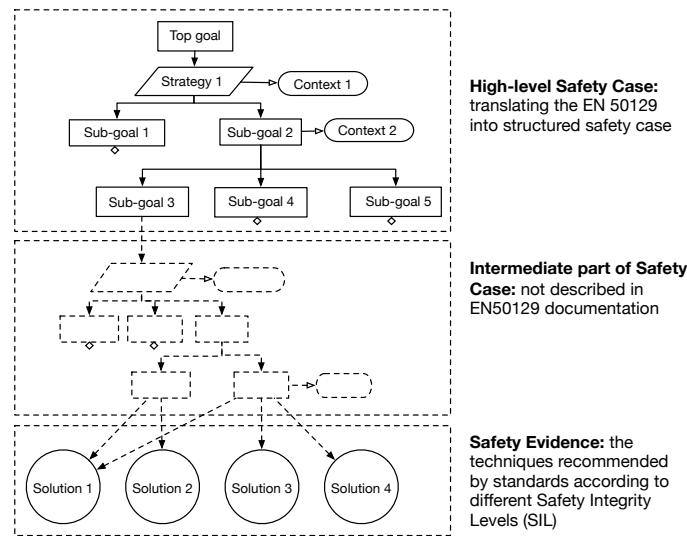 Top goal
Strategy 1
Context 1
Sub-goal 1
Sub-goal 2
Context 2
Sub-goal 3
Sub-goal 4
Sub-goal 5
High-level Safety Case:
translating the EN 50129
into structured safety case
Intermediate part of Safety
Case: not described in
EN50129 documentation
Solution 1
Solution 2
Solution 3
Solution 4
Safety Evidence: the
techniques recommended
by standards according to
different Safety Integrity
Levels (SIL)